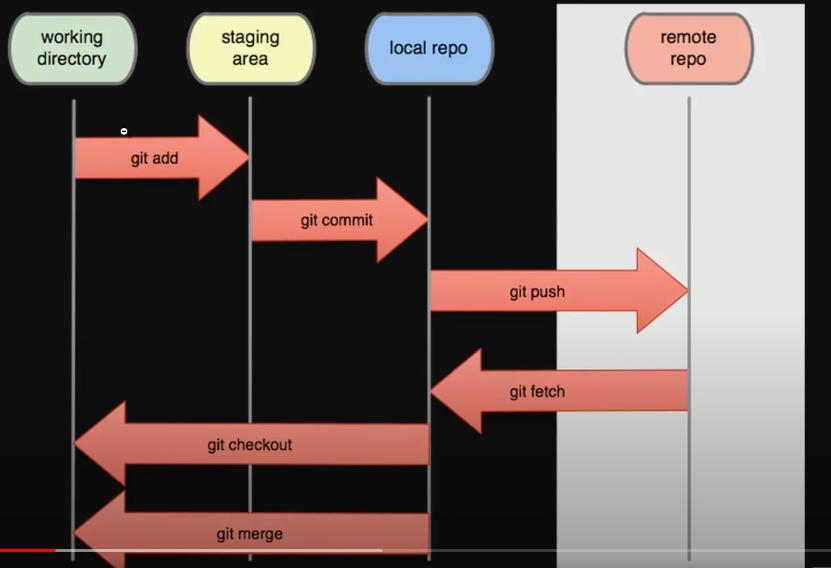 working
directory
staging
area
local repo
remote
repo
git add
git commit
git push
git fetch
git checkout
git merge